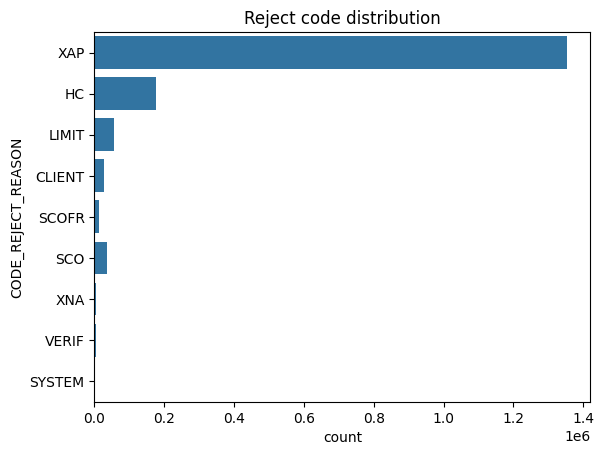 Reject code distribution
CODE_REJECT_REASON
XAP
HC
LIMIT
CLIENT
SCOFR
SCO
XNA
VERIF
SYSTEM
0.0 0.2 0.4 0.6 0.8 1.0 1.2 1.4
1e6
count